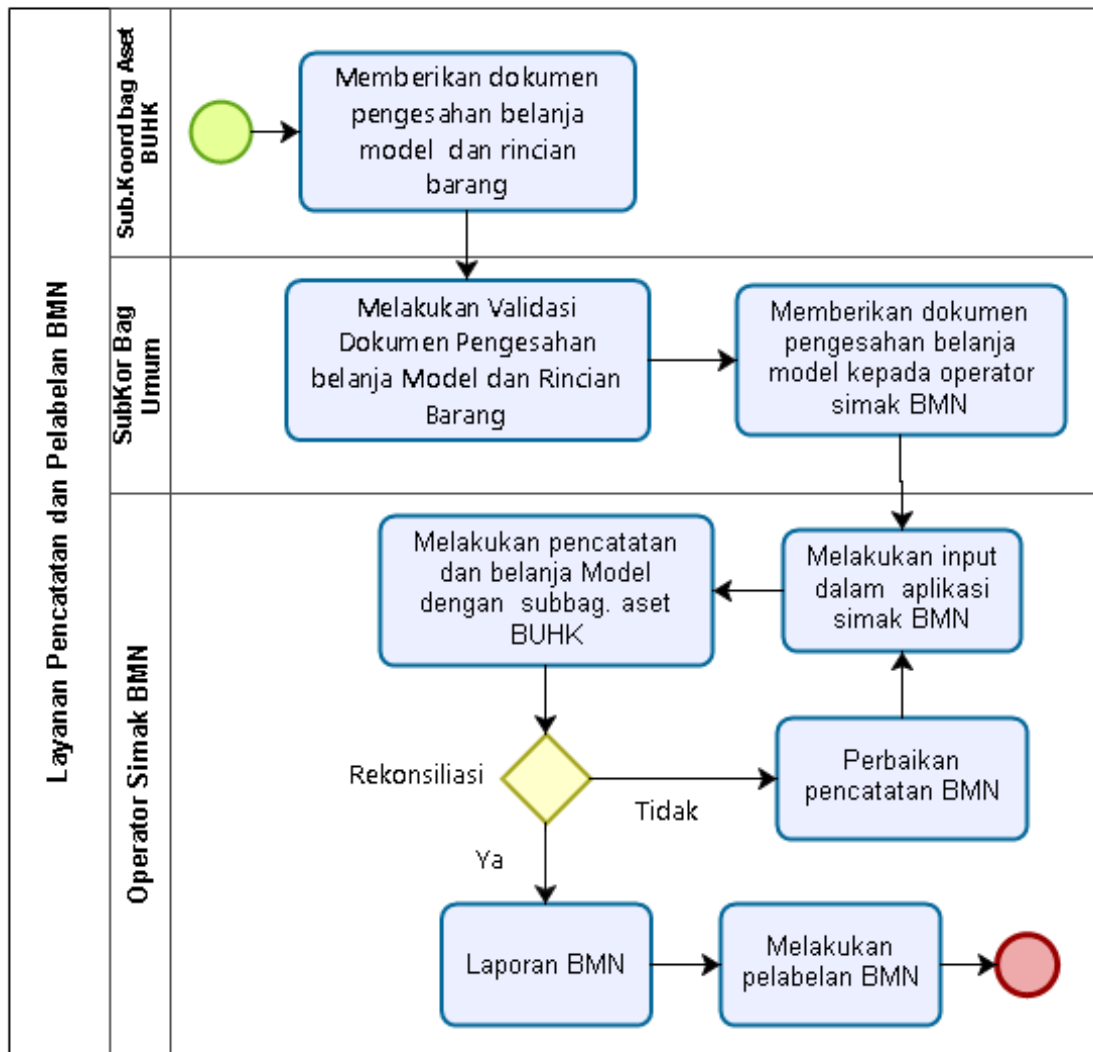 Layanan Pencatatan dan Pelabelan BMN
Sub.Koordbag Aset
BUHK
Memberikan dokumen
pengesahan belanja
model dan rincian
barang
SubKor Bag
Umum
Melakukan Validasi
Dokumen Pengesahan
belanja Model dan Rincian
Barang
Memberikan dokumen
pengesahan belanja
model kepada operator
simak BMN
Operator Simak BMN
Melakukan input
dalam aplikasi
simak BMN
Melakukan pencatatan
dan belanja Model
dengan subbag. aset
BUHK
Rekonsiliasi
Tidak
Perbaikan
pencatatan BMN
Ya
Laporan BMN
Melakukan
pelabelan BMN